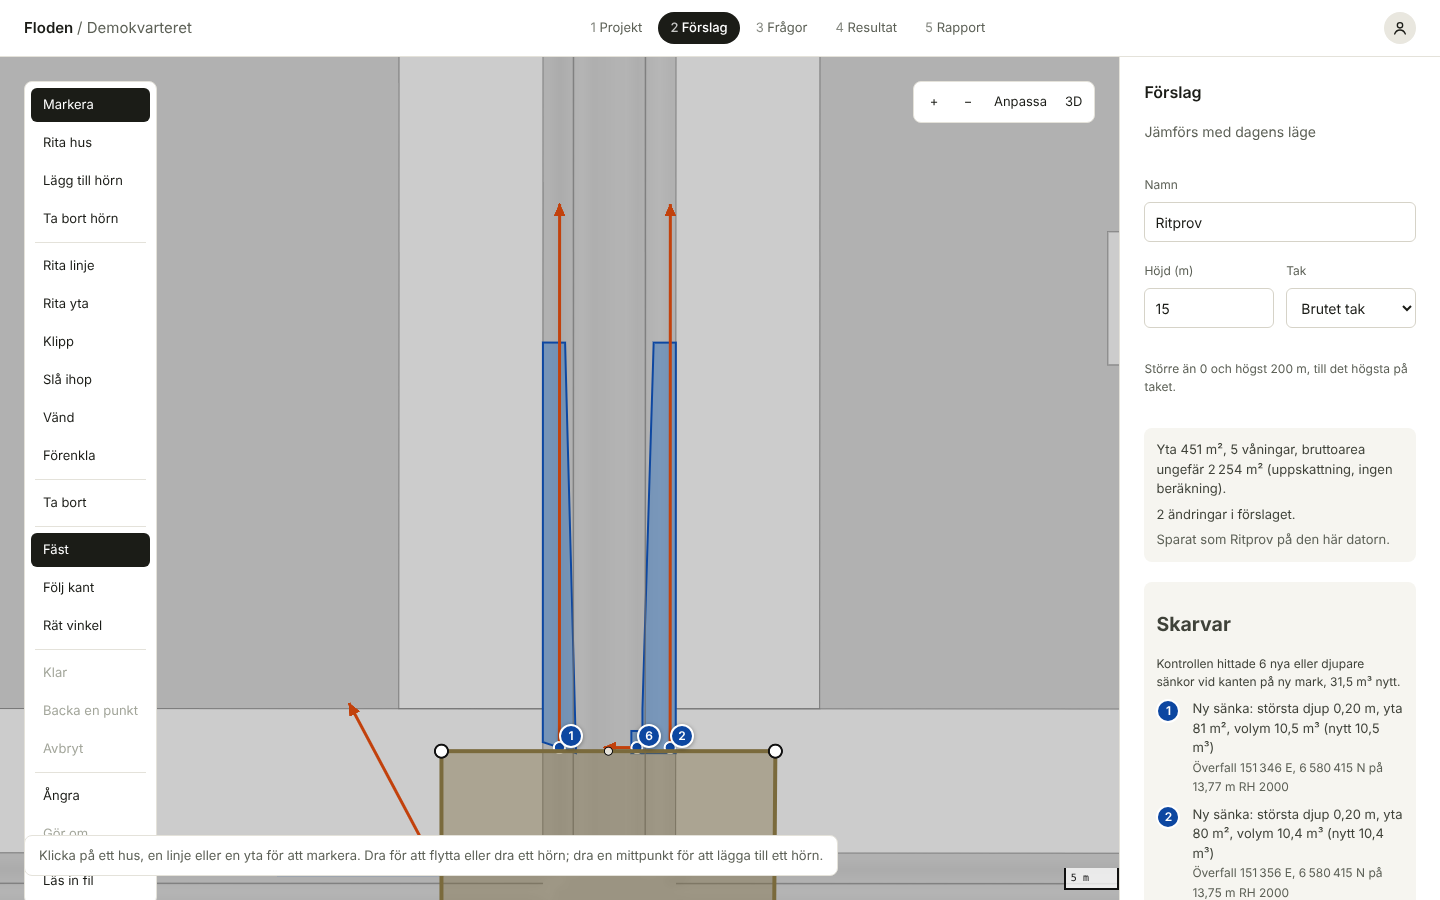 Floden / Demokvarteret
1 Projekt
2 Förslag
3 Frågor
4 Resultat
5 Rapport
Markera
Rita hus
Lägg till hörn
Ta bort hörn
Rita linje
Rita yta
Klipp
Slå ihop
Vänd
Förenkla
Ta bort
Fäst
Följ kant
Rät vinkel
Klar
Backa en punkt
Avbryt
Ångra
Gör om
Läs in fil
+
−
Anpassa
3D
1
6
2
Klicka på ett hus, en linje eller en yta för att markera. Dra för att flytta eller dra ett hörn; dra en mittpunkt för att lägga till ett hörn.
5 m
Förslag
Jämförs med dagens läge
Namn
Ritprov
Höjd (m)
Tak
15
Brutet tak
Större än 0 och högst 200 m, till det högsta på
taket.
Yta 451 m², 5 våningar, bruttoarea
ungefär 2 254 m² (uppskattning, ingen
beräkning).
2 ändringar i förslaget.
Sparat som Ritprov på den här datorn.
Skarvar
Kontrollen hittade 6 nya eller djupare
sänkor vid kanten på ny mark, 31,5 m³ nytt.
1
Ny sänka: största djup 0,20 m, yta
81 m², volym 10,5 m³ (nytt 10,5
m³)
Överfall 151 346 E, 6 580 415 N på
13,77 m RH 2000
2
Ny sänka: största djup 0,20 m, yta
80 m², volym 10,4 m³ (nytt 10,4
m³)
Överfall 151 356 E, 6 580 415 N på
13,75 m RH 2000